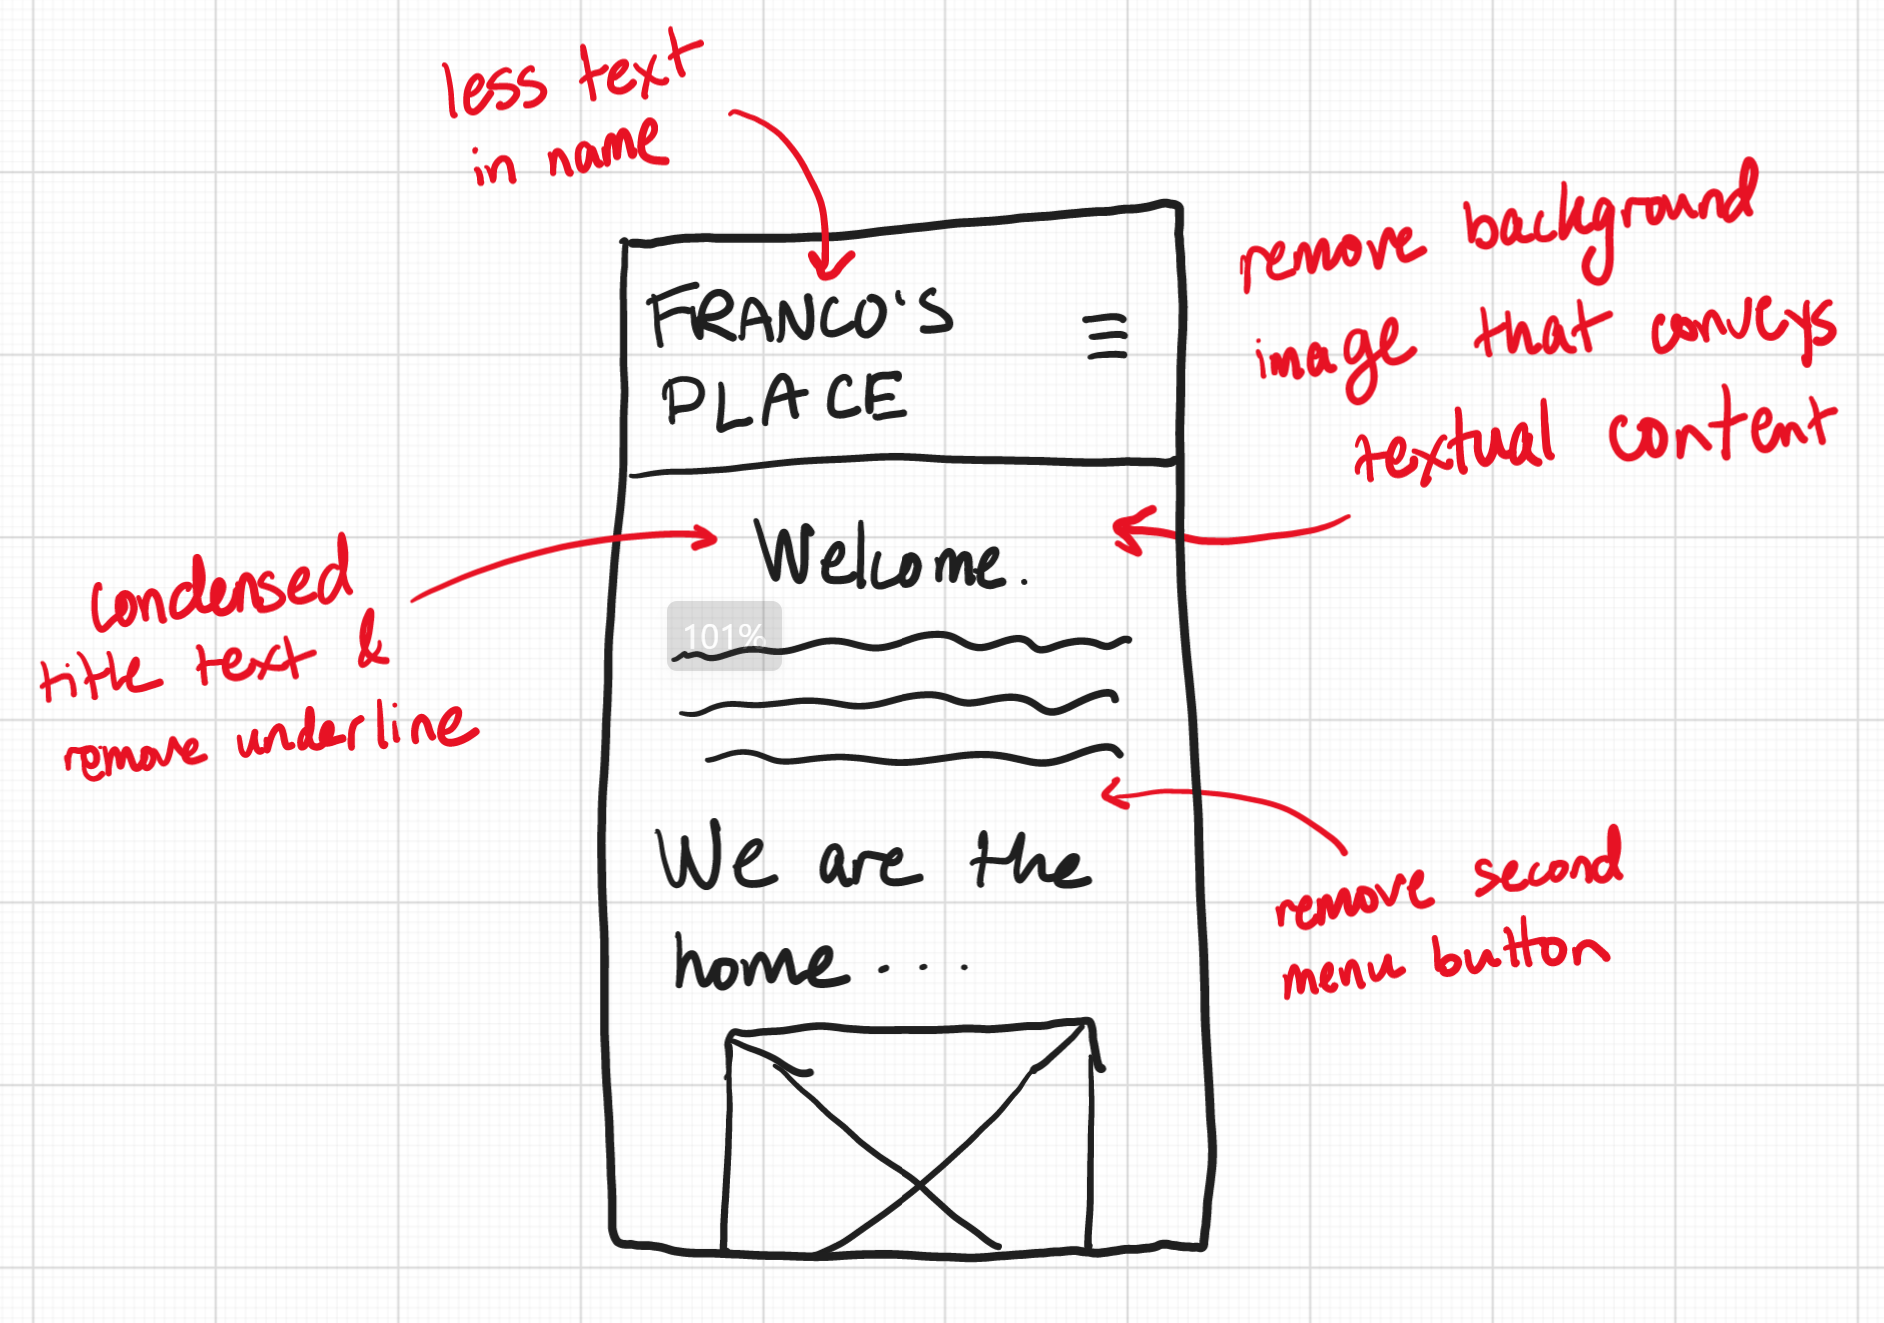 less text
in name
remove background
image that conveys
textual content
FRANCO'S
PLACE
Welcome.
101%
condensed
title text &
remove underline
We are the
home ....
remove second
menu button